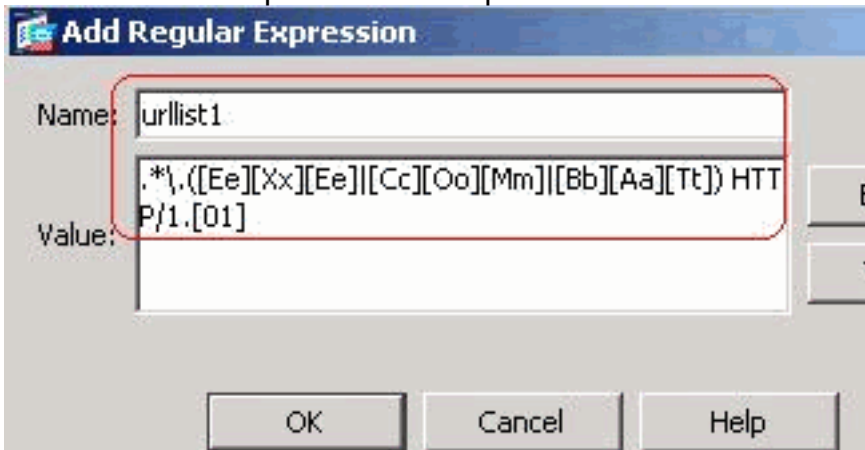 Add Regular Expression
Name: urllist1
.*\.([Ee][Xx][Ee]|[Cc][Oo][Mm]|[Bb][Aa][Tt]) HTT
Value: P/1.[01]
OK Cancel Help